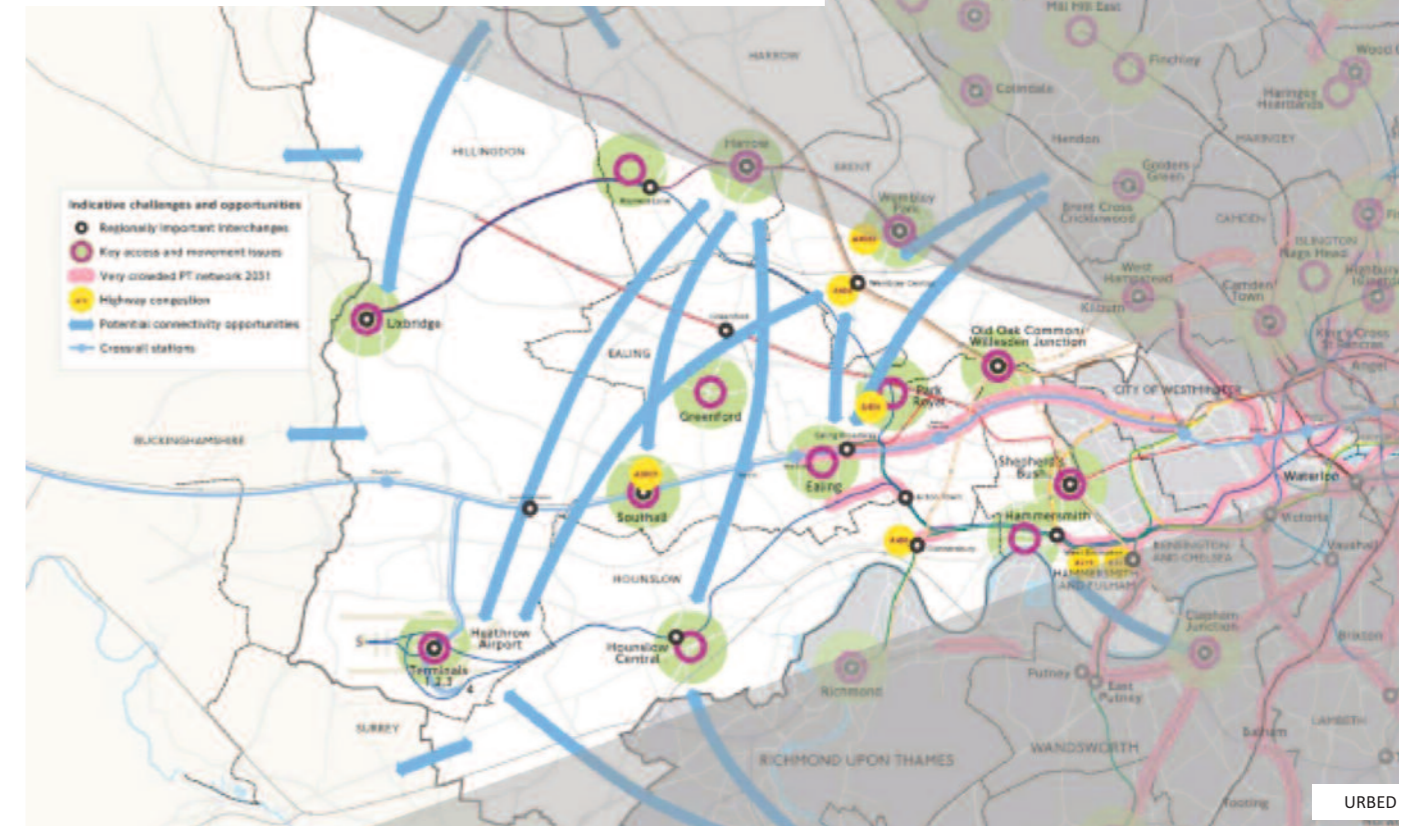 Mill Hill East
Finchley
HARROW
Colindale
Haringey
Heartlands
Hendon
HARINGEY
HILLINGDON
Harrow
BRENT
Golders
Green
Wembley
Park
Brent Cross
Cricklewood
CAMDEN
ISLINGTON
Nags Head
Indicative challenges and opportunities
Regionally Important Interchanges
Key access and movement issues
Very crowded PT network 2031
Highway congestion
Potential connectivity opportunities
Crossrail stations
West
Hampstead
Kilburn
Camden
Town
Uxbridge
Old Oak Common/
Willesden Junction
King's Cross
St Pancras
EALING
Angel
Greenford
Park
Royal
CITY OF WESTMINSTER
BUCKINGHAMSHIRE
Ealing
Shepherd's
Bush
Waterloo
Southall
Hammersmith
Victoria
Vauxhall
KENSINGTON
AND CHELSEA
HAMMERSMITH
AND FULHAM
HOUNSLOW
Clapham
Junction
Brixton
Heathrow
Airport
Terminals
1,2,3
4
5
Hounslow
Central
Richmond
Putney
East
Putney
SURREY
LAMBETH
WANDSWORTH
Balham
RICHMOND UPON THAMES
Tooting
URBED